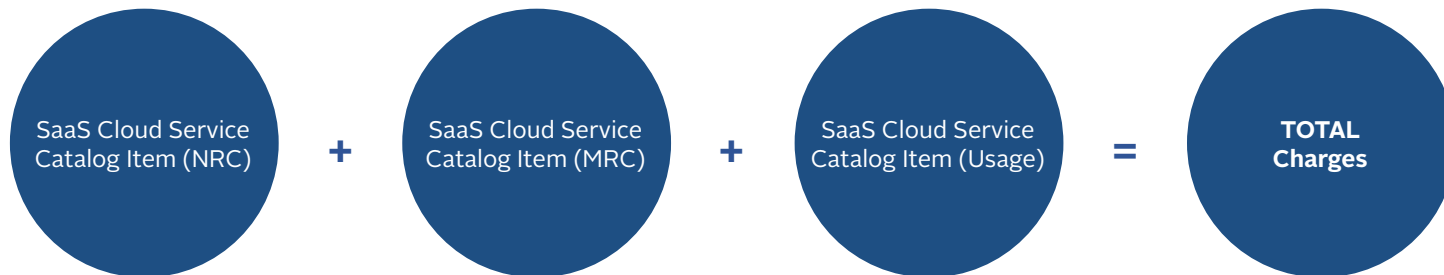 SaaS Cloud Service
Catalog Item (NRC)
+
SaaS Cloud Service
Catalog Item (MRC)
+
SaaS Cloud Service
Catalog Item (Usage)
=
TOTAL
Charges